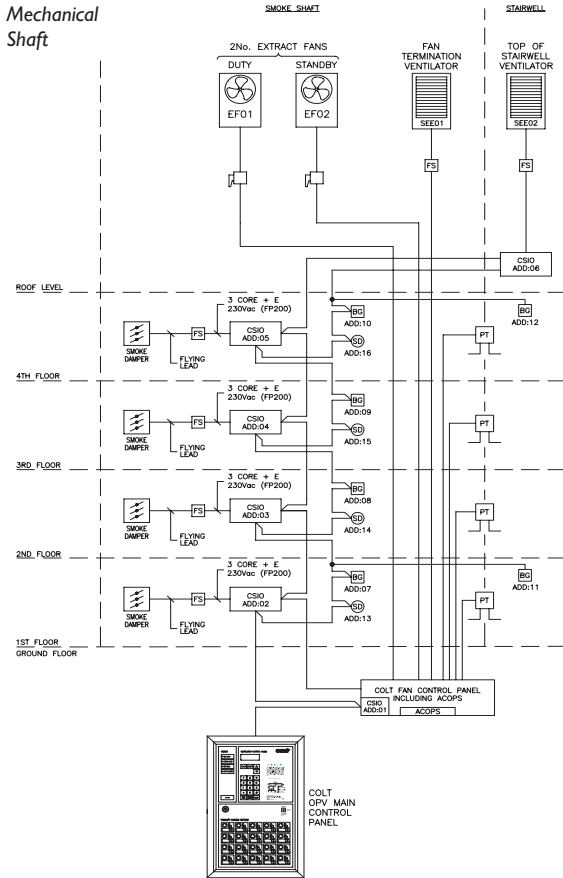 Mechanical
Shaft
SMOKE SHAFT
STAIRWELL
2No. EXTRACT FANS
DUTY
STANDBY
EF01
EF02
FAN
TERMINATION
VENTILATOR
SEE01
TOP OF
STAIRWELL
VENTILATOR
SEE02
FS
FS
CSIO
ADD:06
ROOF LEVEL
3 CORE + E
230Vac (FP200)
SMOKE
DAMPER
FLYING
LEAD
FS
CSIO
ADD:05
BG
ADD:10
SD
ADD:16
BG
ADD:12
PT
4TH FLOOR
3 CORE + E
230Vac (FP200)
SMOKE
DAMPER
FLYING
LEAD
FS
CSIO
ADD:04
BG
ADD:09
SD
ADD:15
PT
3RD FLOOR
3 CORE + E
230Vac (FP200)
SMOKE
DAMPER
FLYING
LEAD
FS
CSIO
ADD:03
BG
ADD:08
SD
ADD:14
PT
2ND FLOOR
3 CORE + E
230Vac (FP200)
SMOKE
DAMPER
FLYING
LEAD
FS
CSIO
ADD:02
BG
ADD:07
SD
ADD:13
BG
ADD:11
PT
1ST FLOOR
GROUND FLOOR
COLT FAN CONTROL PANEL
INCLUDING ACOPS
CSIO
ADD:01
ACOPS
COLT
OPV MAIN
CONTROL
PANEL